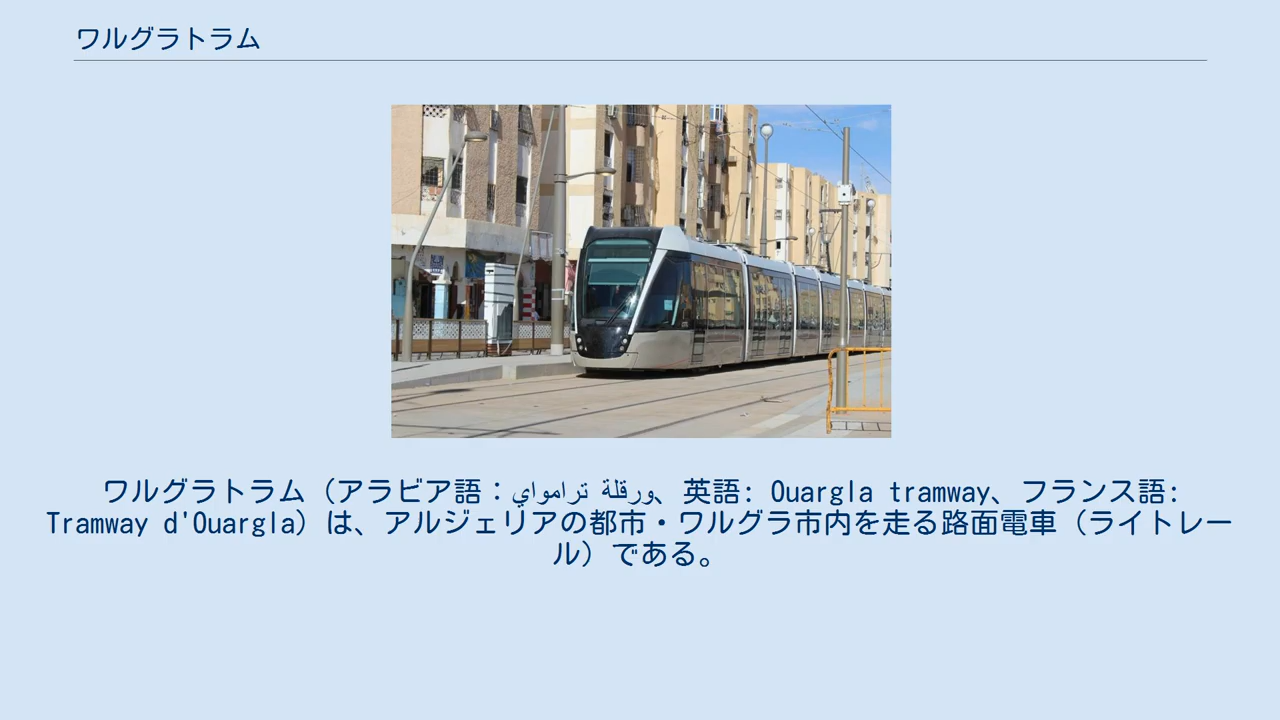 ワルグラトラム
ワルグラトラム（アラビア語：ورقلة ترامواي、英語: Ouargla tramway、フランス語:
Tramway d'Ouargla）は、アルジェリアの都市・ワルグラ市内を走る路面電車（ライトレー
ル）である。